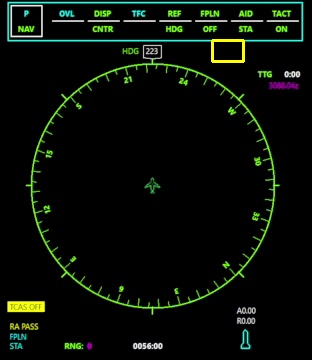 P OVL DISP TFC REF FPLN AID TACT
NAV CNTR HDG OFF STA ON
HDG 223
TTG 0:00
21 24
S W
15 30
12 33
E N
6 3
TCAS OFF
A0.00
R0.00
RA PASS
FPLN
STA RNG: 0 0056:00